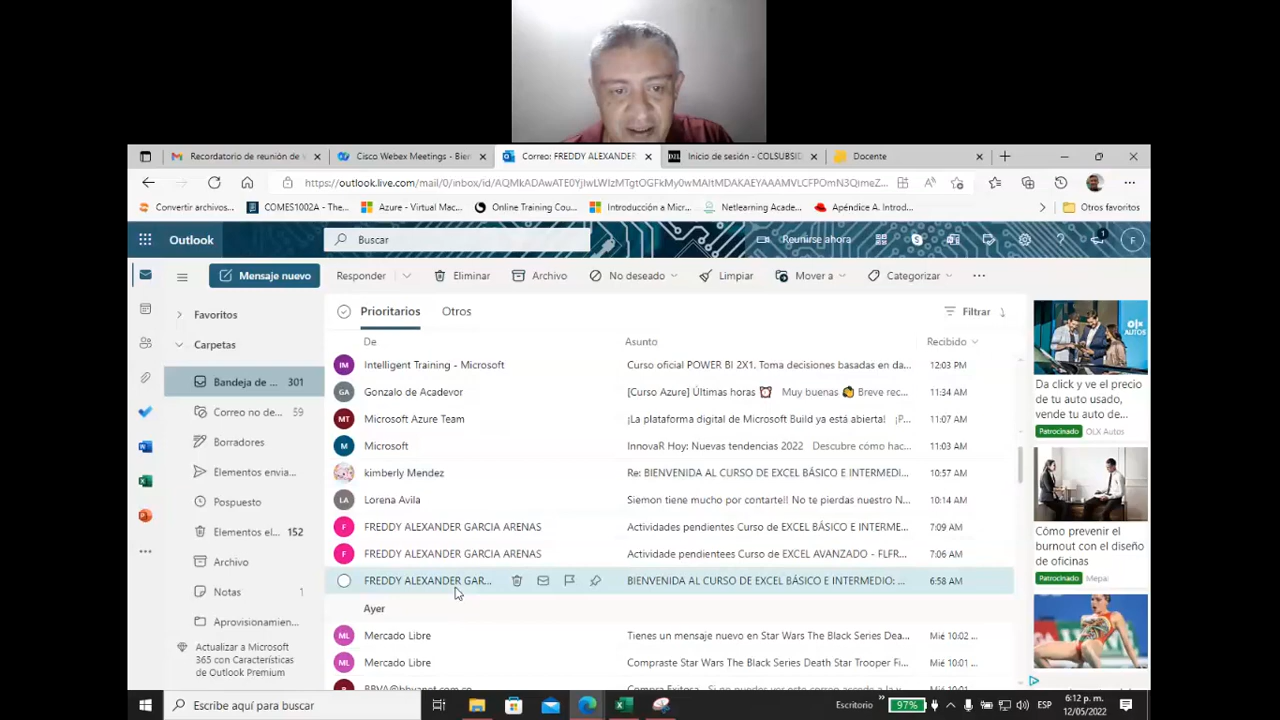 Recordatorio de reunión de v
Cisco Webex Meetings - Bien
Correo: FREDDY ALEXANDER
D2L
Inicio de sesión - COLSUBSID
Docente
https://outlook.live.com/mail/0/inbox/id/
Convertir archivos...
COMES1002A - The...
Azure - Virtual Mac...
Online Training Cou...
Introducción a Micr...
Netlearning Acade...
Apéndice A. Introd...
Otros favoritos
Outlook
Buscar
Reunirse ahora
1
F
Mensaje nuevo
Responder
Eliminar
Archivo
No deseado
Limpiar
Mover a
Categorizar
Favoritos
Carpetas
Bandeja de ... 301
Correo no de... 59
Borradores
Elementos envia...
Pospuesto
Elementos el... 152
Archivo
Notas 1
Aprovisionamien...
Actualizar a Microsoft
365 con Características
de Outlook Premium
Prioritarios Otros Filtrar
De Asunto Recibido
IM Intelligent Training - Microsoft Curso oficial POWER BI 2X1. Toma decisiones basadas en da... 12:03 PM
GA Gonzalo de Acadevor [Curso Azure] Últimas horas ⏰ Muy buenas 👋 Breve rec... 11:34 AM
MT Microsoft Azure Team ¡La plataforma digital de Microsoft Build ya está abierta! ¡P... 11:07 AM
M Microsoft InnovaR Hoy: Nuevas tendencias 2022 Descubre cómo hac... 11:03 AM
kimberly Mendez Re: BIENVENIDA AL CURSO DE EXCEL BÁSICO E INTERMEDI... 10:57 AM
LA Lorena Avila Siemon tiene mucho por contarte!! No te pierdas nuestro N... 10:14 AM
F FREDDY ALEXANDER GARCIA ARENAS Actividades pendientes Curso de EXCEL BÁSICO E INTERME... 7:09 AM
F FREDDY ALEXANDER GARCIA ARENAS Actividade pendientees Curso de EXCEL AVANZADO - FLFR... 7:06 AM
FREDDY ALEXANDER GAR... BIENVENIDA AL CURSO DE EXCEL BÁSICO E INTERMEDIO: ... 6:58 AM
Ayer
ML Mercado Libre Tienes un mensaje nuevo en Star Wars The Black Series Dea... Mié 10:02 ...
ML Mercado Libre Compraste Star Wars The Black Series Death Star Trooper Fi... Mié 10:01 ...
OLX
AUTOS
Da click y ve el precio
de tu auto usado,
vende tu auto de...
Patrocinado OLX Autos
Cómo prevenir el
burnout con el diseño
de oficinas
Patrocinado Mepal
Escribe aquí para buscar
Escritorio
97%
ESP
6:12 p. m.
12/05/2022